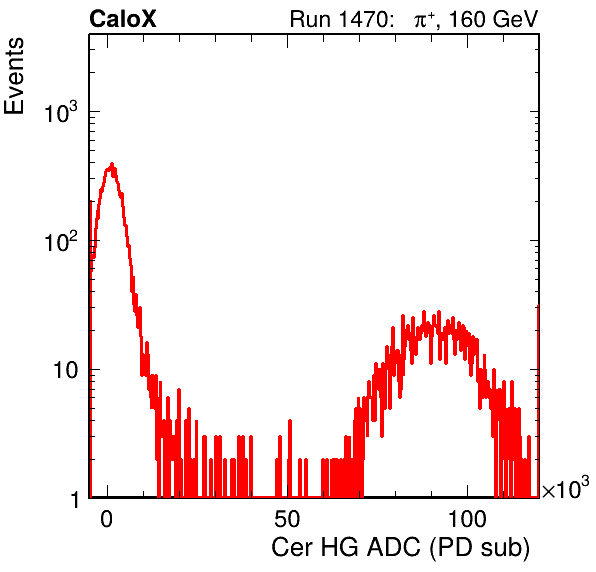 CaloX Run 1470: π⁺, 160 GeV
Events
10³
10²
10
1
0 50 100 ×10³
Cer HG ADC (PD sub)